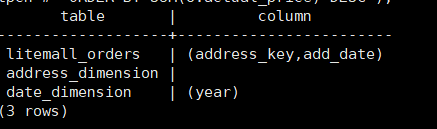 table | column
-------------------+------------------------
litemall_orders | (address_key,add_date)
address_dimension |
date_dimension | (year)
(3 rows)